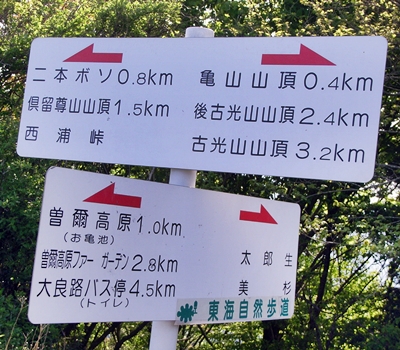 二本ボソ0.8km
倶留尊山山頂1.5km
西浦峠
亀山山頂0.4km
後古光山山頂2.4km
古光山山頂3.2km
曽爾高原1.0km
(お亀池)
曽爾高原ファーム ガーデン2.8km
大良路バス停4.5km
(トイレ)
太郎生
美杉
東海自然歩道